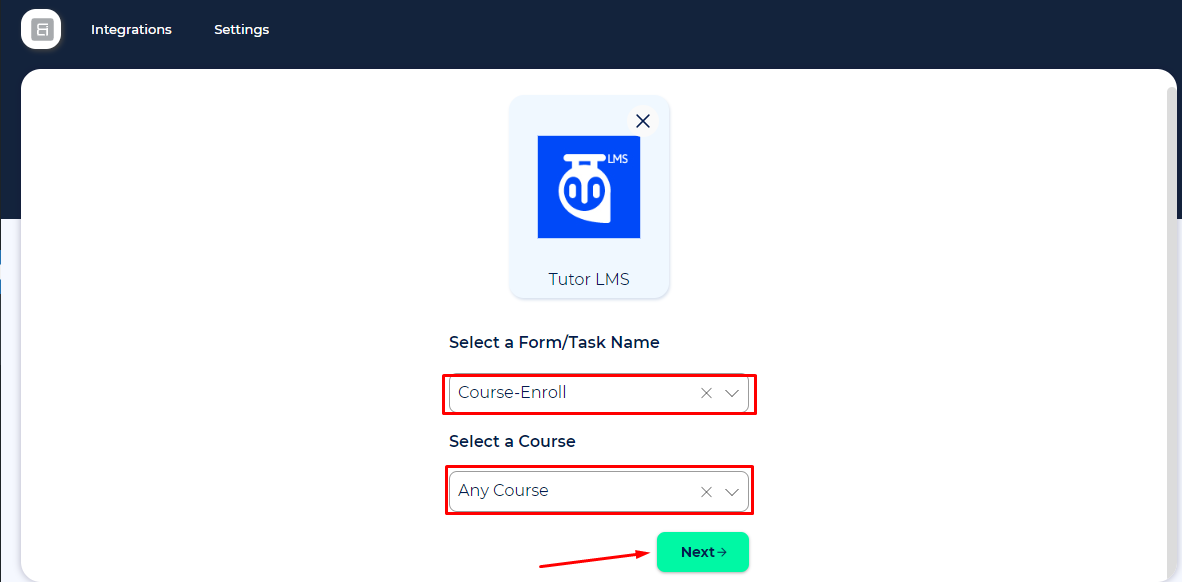 Integrations Settings
LMS
Tutor LMS
Select a Form/Task Name
Course-Enroll
Select a Course
Any Course
Next→